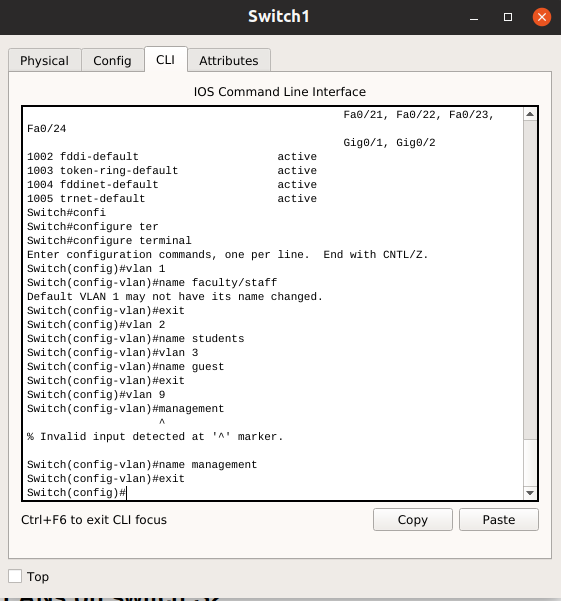 Switch1
Physical Config CLI Attributes
IOS Command Line Interface
Fa0/21, Fa0/22, Fa0/23,
Fa0/24
Gig0/1, Gig0/2
1002 fddi-default active
1003 token-ring-default active
1004 fddinet-default active
1005 trnet-default active
Switch#confi
Switch#configure ter
Switch#configure terminal
Enter configuration commands, one per line. End with CNTL/Z.
Switch(config)#vlan 1
Switch(config-vlan)#name faculty/staff
Default VLAN 1 may not have its name changed.
Switch(config-vlan)#exit
Switch(config)#vlan 2
Switch(config-vlan)#name students
Switch(config-vlan)#vlan 3
Switch(config-vlan)#name guest
Switch(config-vlan)#exit
Switch(config)#vlan 9
Switch(config-vlan)#management
^
% Invalid input detected at '^' marker.
Switch(config-vlan)#name management
Switch(config-vlan)#exit
Switch(config)#
Ctrl+F6 to exit CLI focus
Copy Paste
Top